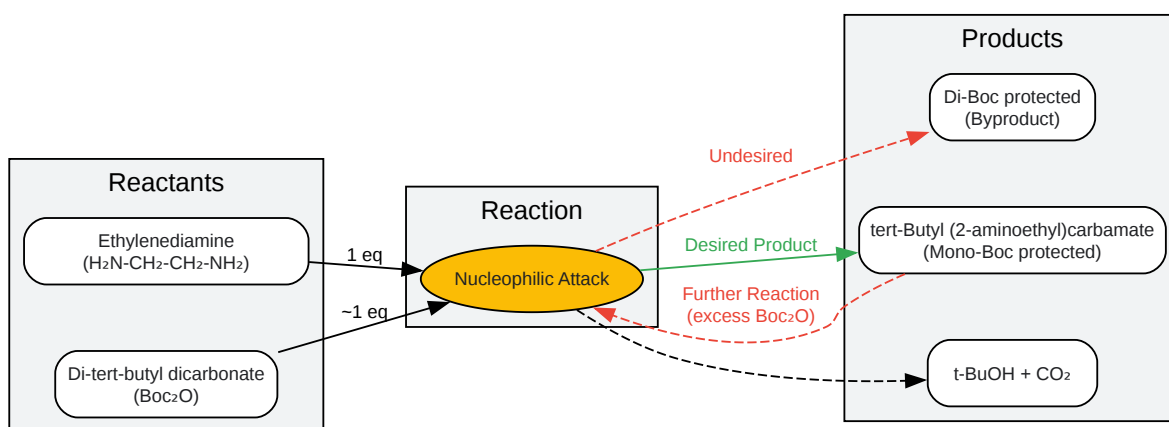 Reactants
Ethylenediamine
(H₂N-CH₂-CH₂-NH₂)
Di-tert-butyl dicarbonate
(Boc₂O)
1 eq
~1 eq
Reaction
Nucleophilic Attack
Undesired
Desired Product
Further Reaction
(excess Boc₂O)
Products
Di-Boc protected
(Byproduct)
tert-Butyl (2-aminoethyl)carbamate
(Mono-Boc protected)
t-BuOH + CO₂